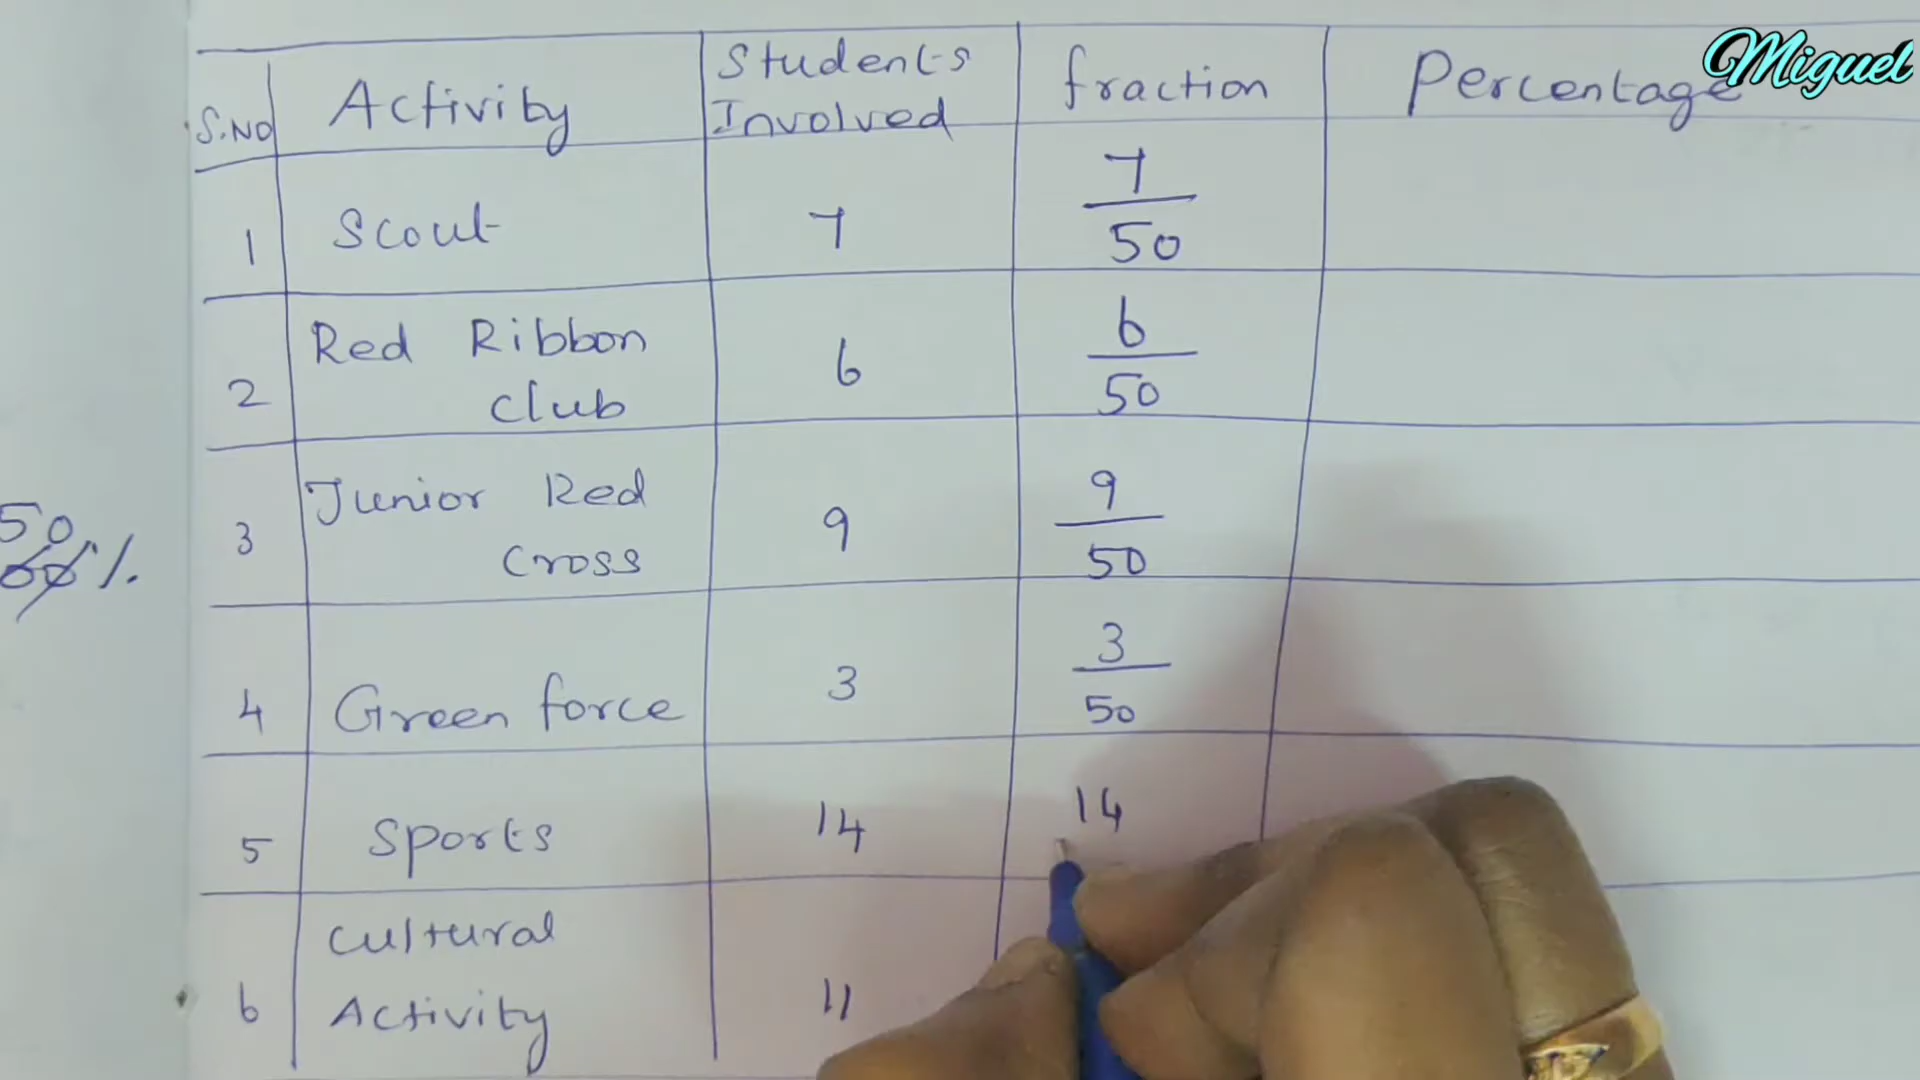 S.NO Activity Students Involved fraction Percentage
Miguel
1 Scout 7 7/50
2 Red Ribbon club 6 6/50
3 Junior Red cross 9 9/50
4 Green force 3 3/50
5 Sports 14 14
6 cultural Activity 11
50